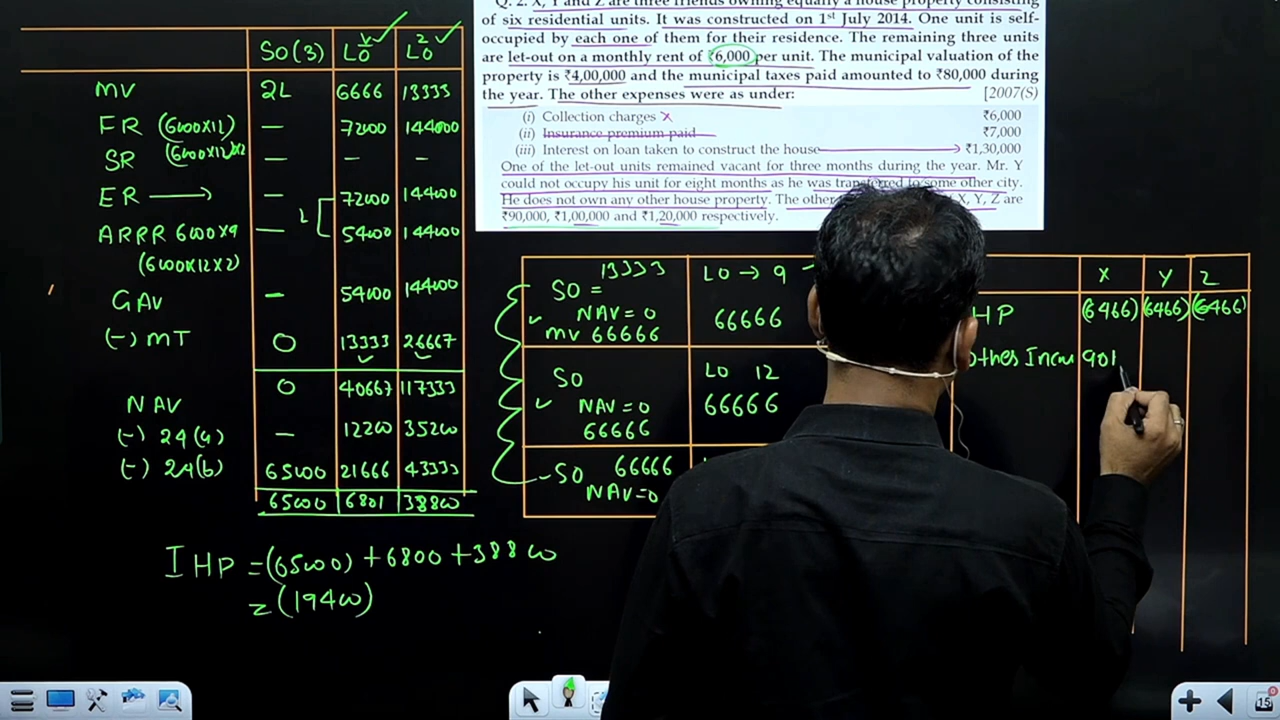 Q. 2. X, Y and Z are three friends owning equally a house property consisting
of six residential units. It was constructed on 1st July 2014. One unit is self-
occupied by each one of them for their residence. The remaining three units
are let-out on a monthly rent of ₹6,000 per unit. The municipal valuation of the
property is ₹4,00,000 and the municipal taxes paid amounted to ₹80,000 during
the year. The other expenses were as under: [2007(S)
(i) Collection charges x ₹6,000
(ii) Insurance premium paid ₹7,000
(iii) Interest on loan taken to construct the house ₹1,30,000
One of the let-out units remained vacant for three months during the year. Mr. Y
could not occupy his unit for eight months as he was transferred to some other city.
He does not own any other house property. The other X, Y, Z are
₹90,000, ₹1,00,000 and ₹1,20,000 respectively.
SO(3) LO LO 2
MV 2L 6666 13333
FR (6000x12) — 72000 144000
SR (6000x12)x2 — - -
ER → — 72000 144000
ARRR 6000x9 — 54000 144000
(6000x12x2)
GAV - 54000 144000
(-) MT 0 13333 26667
0 40667 117333
NAV
(-) 24(a) — 12200 35200
(-) 24(b) 65000 21666 43333
65000 6801 38800
I HP = (65000) + 6800 + 38800
= (19400)
SO = 13333
NAV = 0
MV 66666
LO → 9
66666
SO
NAV = 0
66666
LO 12
66666
SO 66666
NAV = 0
X Y Z
HP (6466) (6466) (6466)
other Incm 901
15